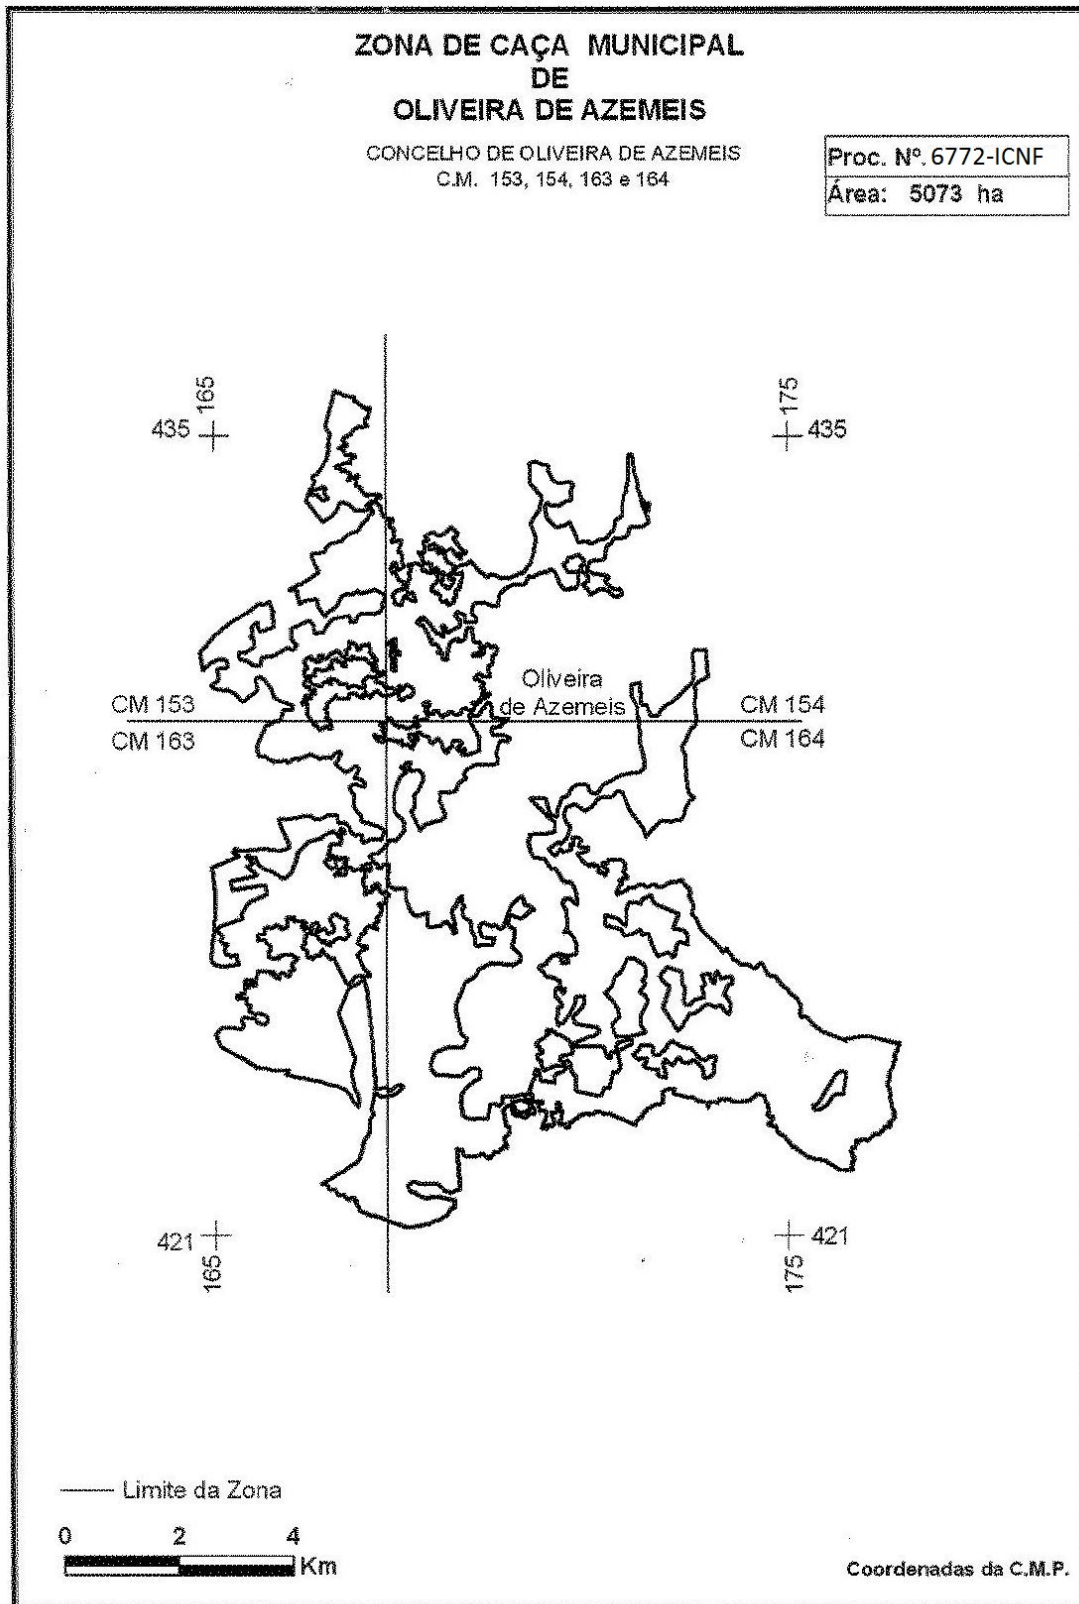 ZONA DE CAÇA MUNICIPAL
DE
OLIVEIRA DE AZEMEIS
CONCELHO DE OLIVEIRA DE AZEMEIS
C.M. 153, 154, 163 e 164
Proc. Nº. 6772-ICNF
Área: 5073 ha
165
175
435
435
Oliveira
de Azemeis
CM 153
CM 154
CM 163
CM 164
421
421
165
175
Limite da Zona
0 2 4
Km
Coordenadas da C.M.P.